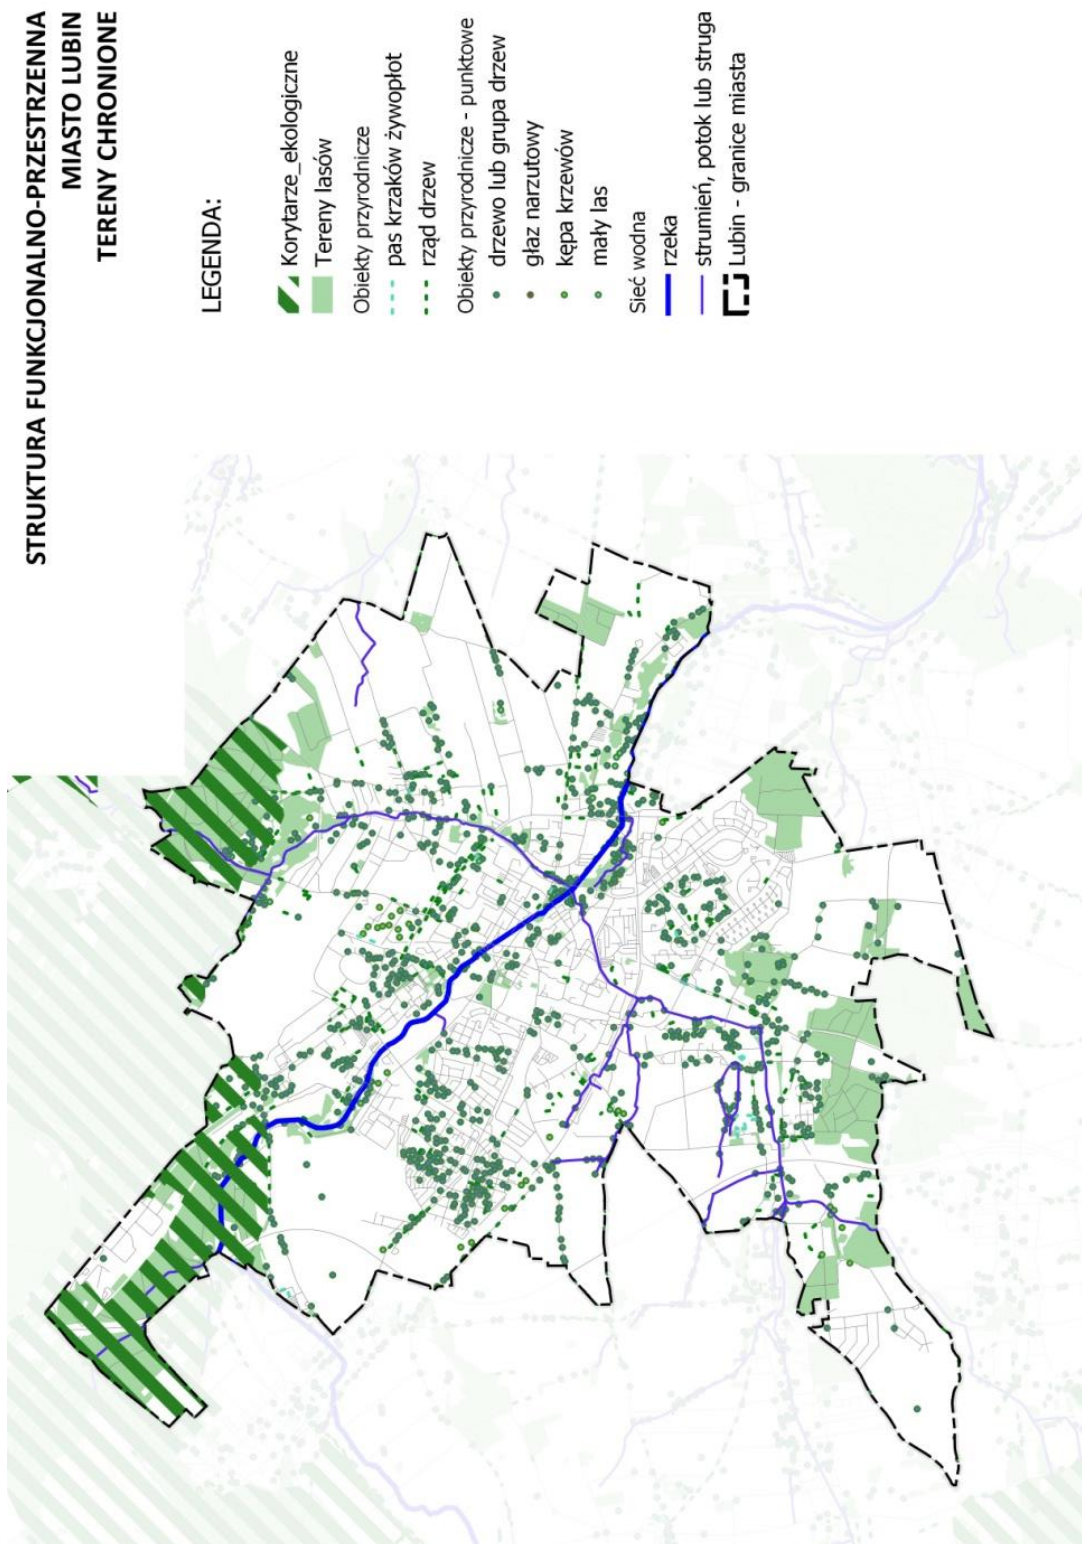 STRUKTURA FUNKCJONALNO-PRZESTRZENNA
MIASTO LUBIN
TERENY CHRONIONE
LEGENDA:
Korytarze_ekologiczne
Tereny lasów
Obiekty przyrodnicze
pas krzaków żywopłot
rząd drzew
Obiekty przyrodnicze - punktowe
drzewo lub grupa drzew
głaz narzutowy
kępa krzewów
mały las
Sieć wodna
rzeka
strumień, potok lub struga
Lubin - granice miasta